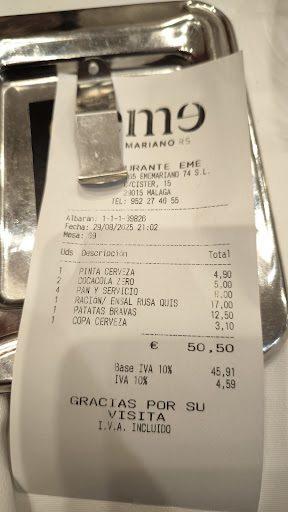 eme
MARIANO RS
URANTE EME
65 EMEMARIANO 74 S.L.
/CISTER, 15
29015 MALAGA
TEL: 952 27 40 55
Albaran: 1-1-1-39826
Fecha: 29/08/2025 21:02
Mesa: 39
Uds Descripción Total
1 PINTA CERVEZA 4,90
2 COCACOLA ZERO 5,00
4 PAN Y SERVICIO 8,00
1 RACION/ ENSAL RUSA QUIS 17,00
1 PATATAS BRAVAS 12,50
1 COPA CERVEZA 3,10
€ 50,50
Base IVA 10% 45,91
IVA 10% 4,59
GRACIAS POR SU
VISITA
I.V.A. INCLUIDO